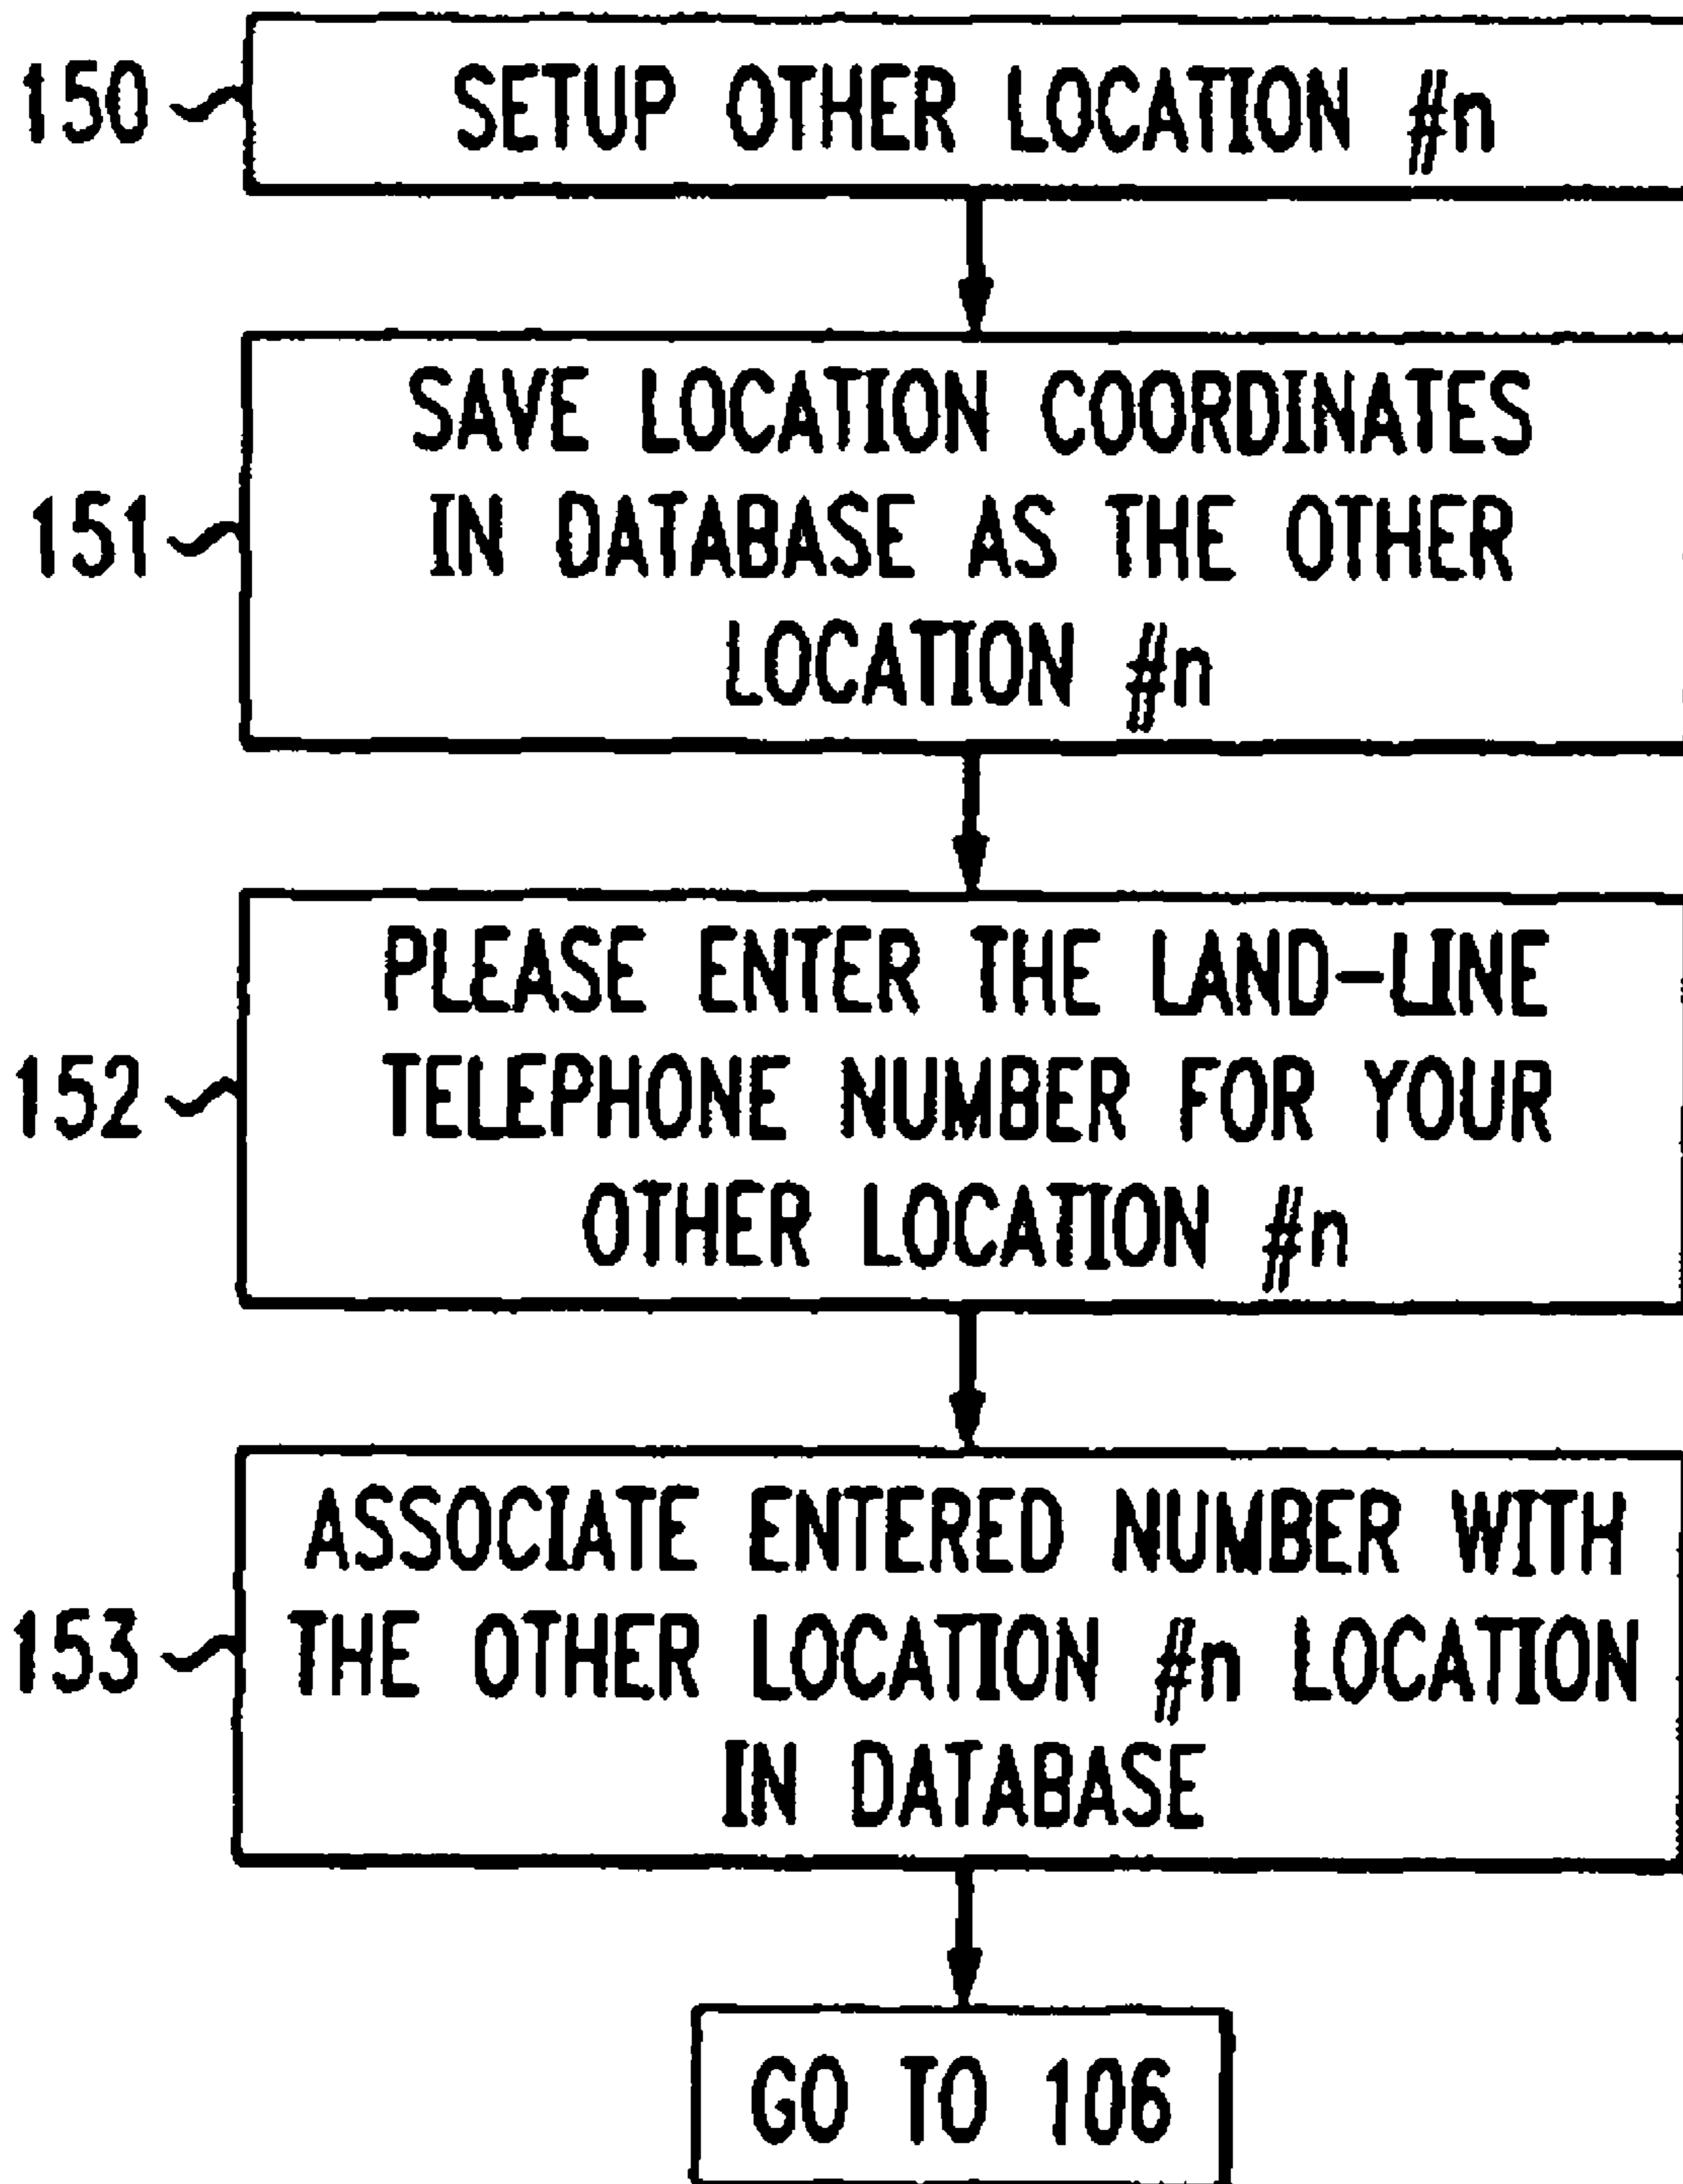 150 SETUP OTHER LOCATION #n
SAVE LOCATION COORDINATES
151 IN DATABASE AS THE OTHER
LOCATION #n
PLEASE ENTER THE LAND-LINE
152 TELEPHONE NUMBER FOR YOUR
OTHER LOCATION #n
ASSOCIATE ENTERED NUMBER WITH
153 THE OTHER LOCATION #n LOCATION
IN DATABASE
GO TO 106